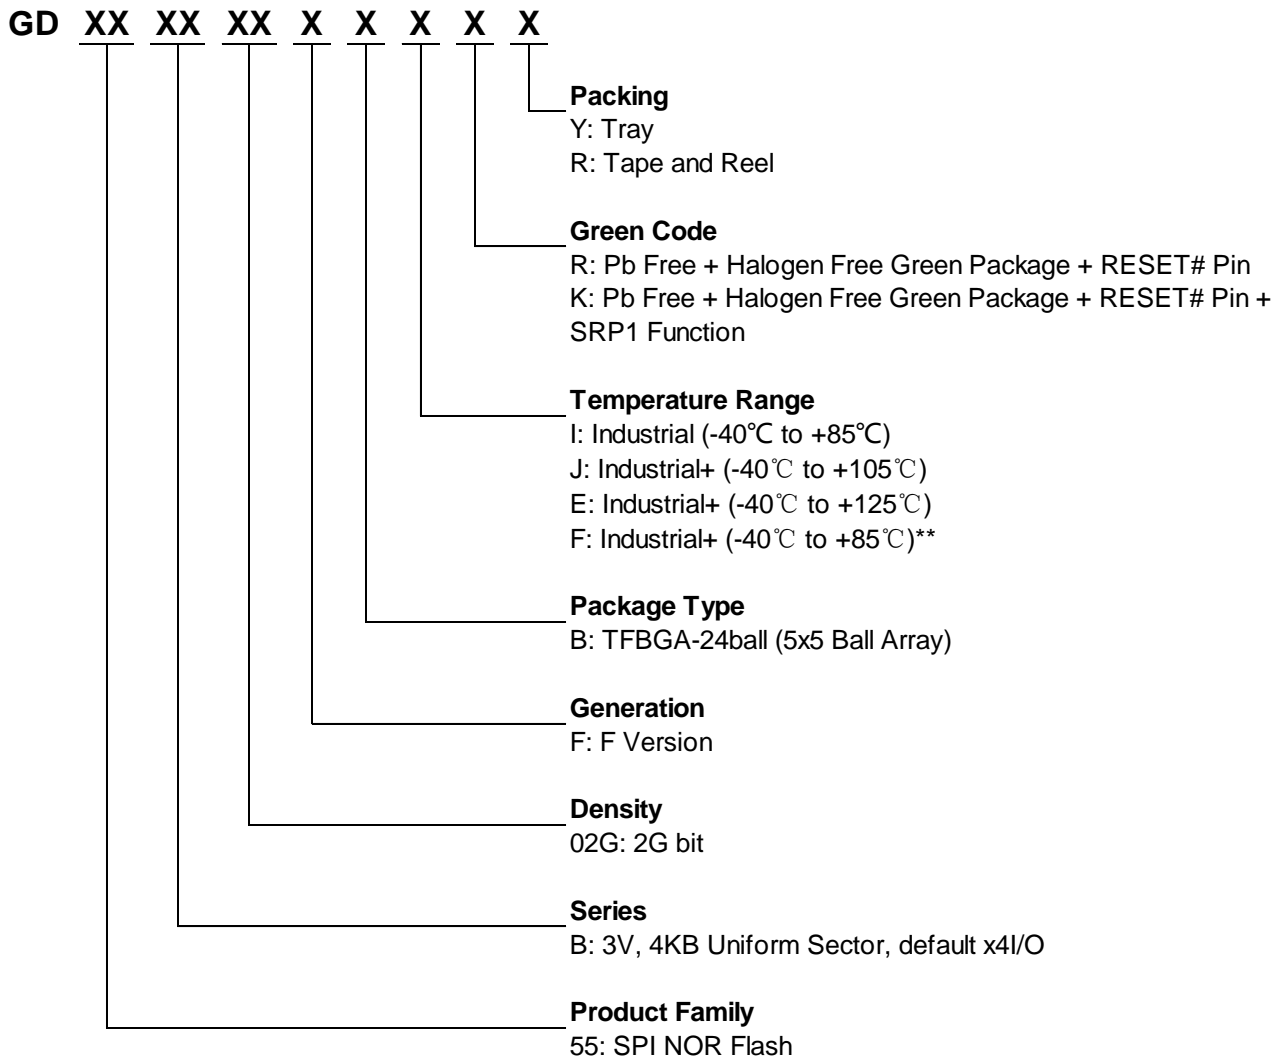 GD XX XX XX X X X X X
Packing
Y: Tray
R: Tape and Reel
Green Code
R: Pb Free + Halogen Free Green Package + RESET# Pin
K: Pb Free + Halogen Free Green Package + RESET# Pin +
SRP1 Function
Temperature Range
I: Industrial (-40℃ to +85℃)
J: Industrial+ (-40℃ to +105℃)
E: Industrial+ (-40℃ to +125℃)
F: Industrial+ (-40℃ to +85℃)**
Package Type
B: TFBGA-24ball (5x5 Ball Array)
Generation
F: F Version
Density
02G: 2G bit
Series
B: 3V, 4KB Uniform Sector, default x4I/O
Product Family
55: SPI NOR Flash